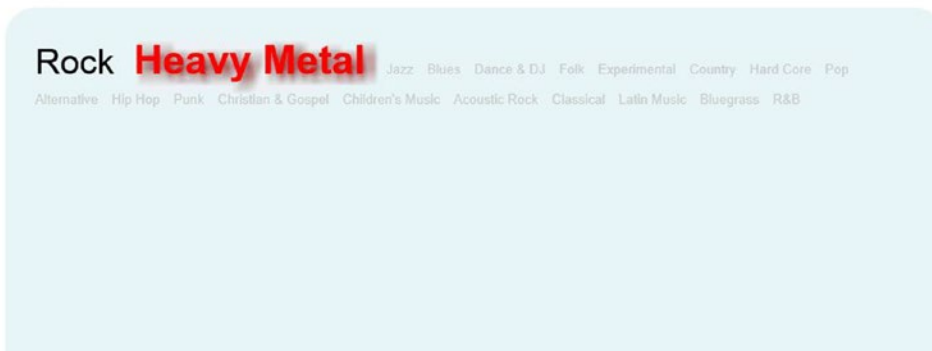 Rock Heavy Metal Jazz Blues Dance & DJ Folk Experimental Country Hard Core Pop
Alternative Hip Hop Punk Christian & Gospel Children's Music Acoustic Rock Classical Latin Music Bluegrass R&B